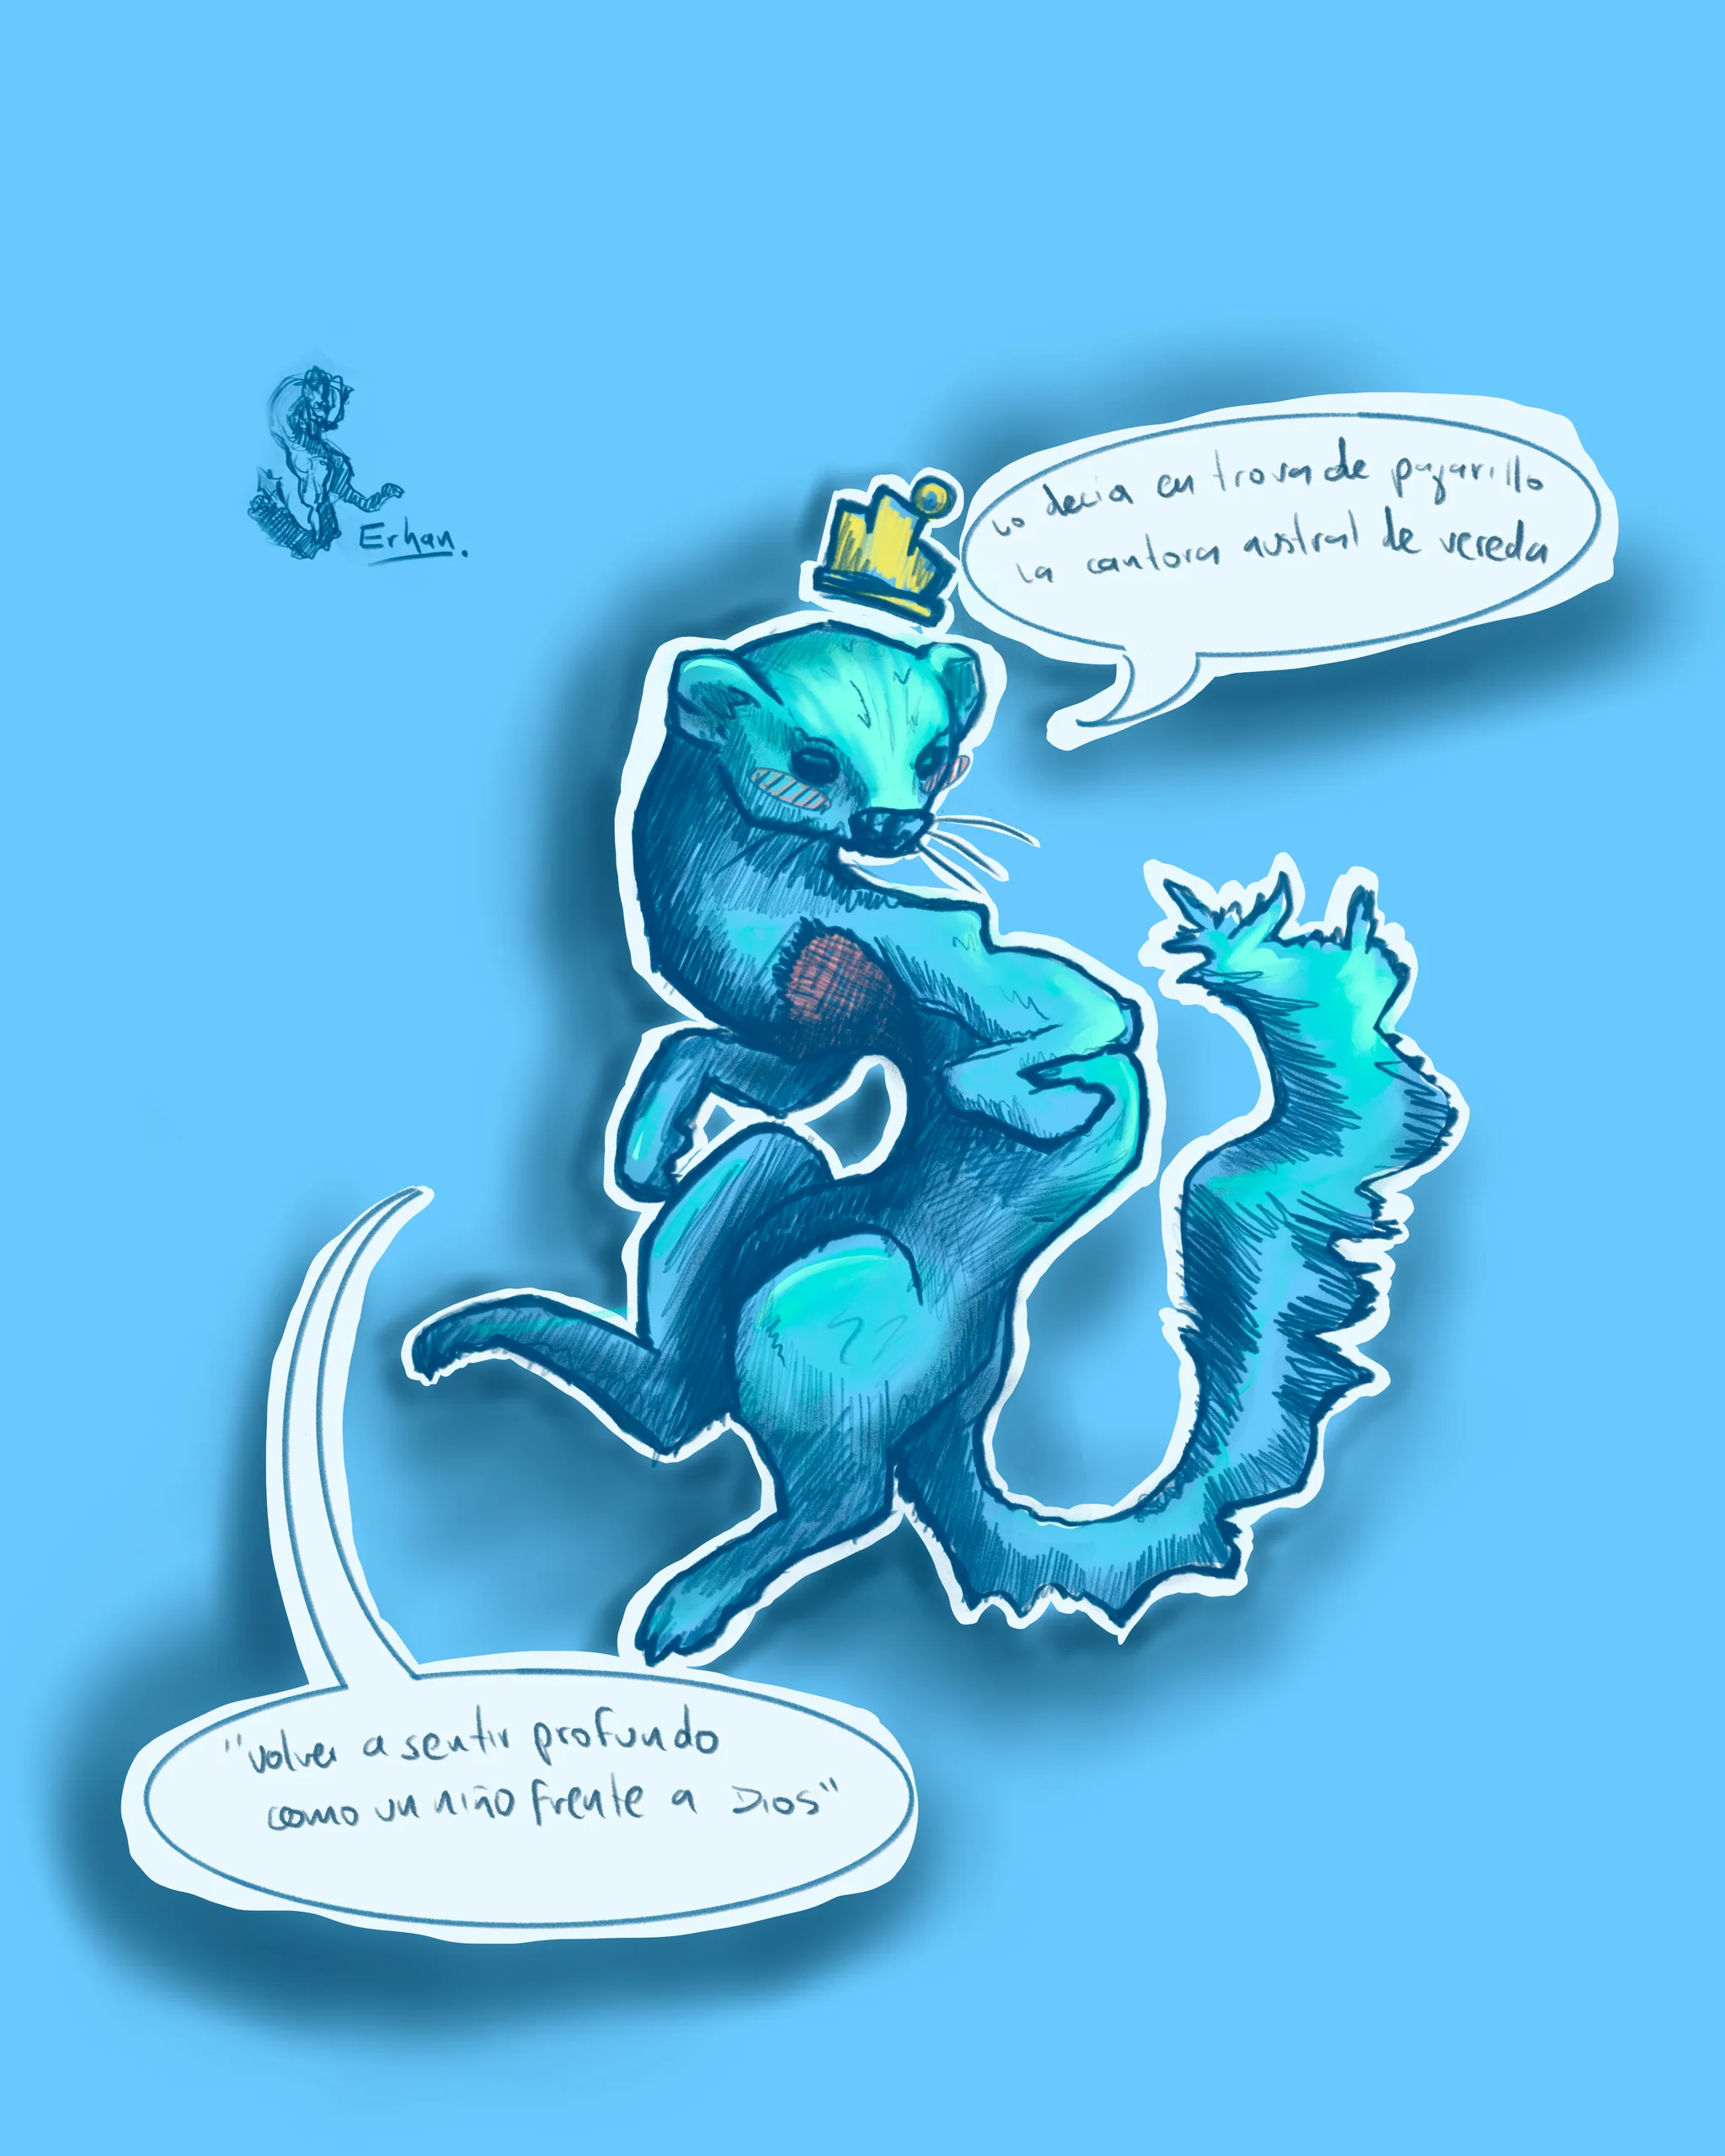 Erhan.
Lo decía en trova de pajarillo
La cantora austral de vereda
"volver a sentir profundo
como un niño frente a Dios"